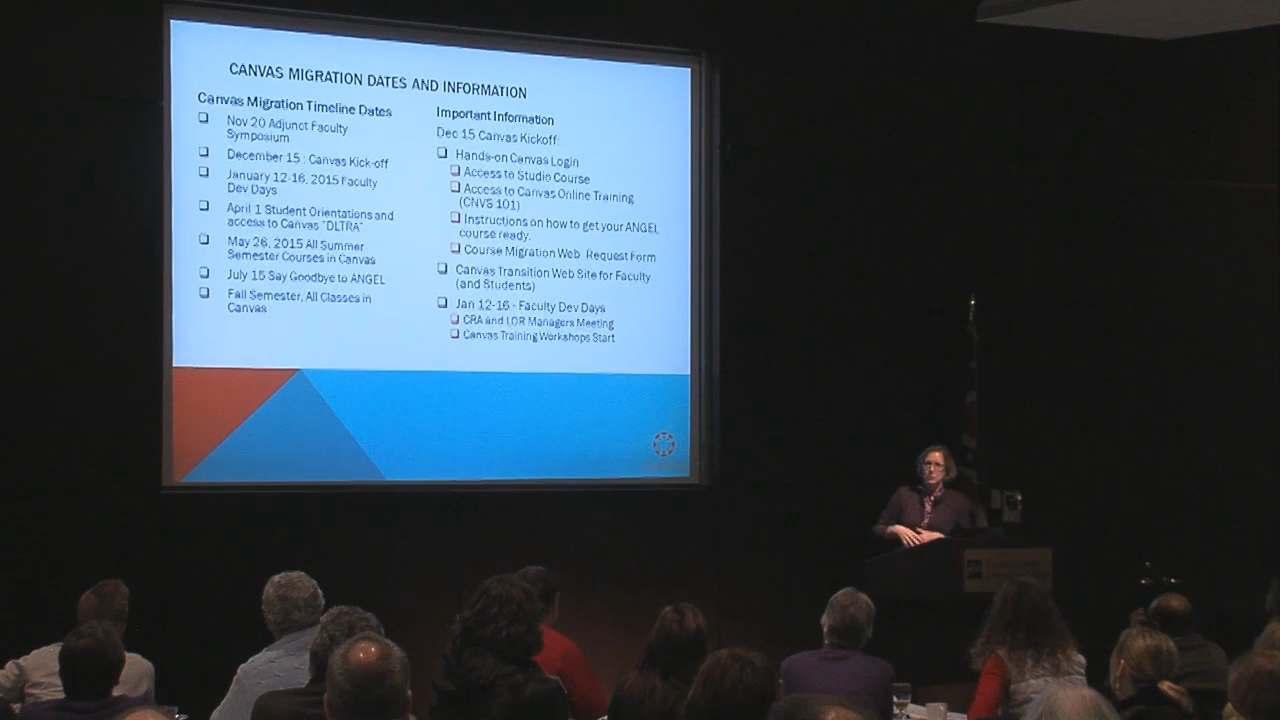 CANVAS MIGRATION DATES AND INFORMATION
Canvas Migration Timeline Dates
Nov 20 Adjunct Faculty
Symposium
December 15 : Canvas Kick-off
January 12-16, 2015 Faculty
Dev Days
April 1 Student Orientations and
access to Canvas "DLTRA"
May 26, 2015 All Summer
Semester Courses in Canvas
July 15 Say Goodbye to ANGEL
Fall Semester, All Classes in
Canvas
Important Information
Dec 15 Canvas Kickoff:
Hands-on Canvas Login
Access to Studio Course
Access to Canvas Online Training
(CNVS 101)
Instructions on how to get your ANGEL
course ready.
Course Migration Web Request Form
Canvas Transition Web Site for Faculty
(and Students)
Jan 12-16 - Faculty Dev Days
CRA and LOR Managers Meeting
Canvas Training Workshops Start